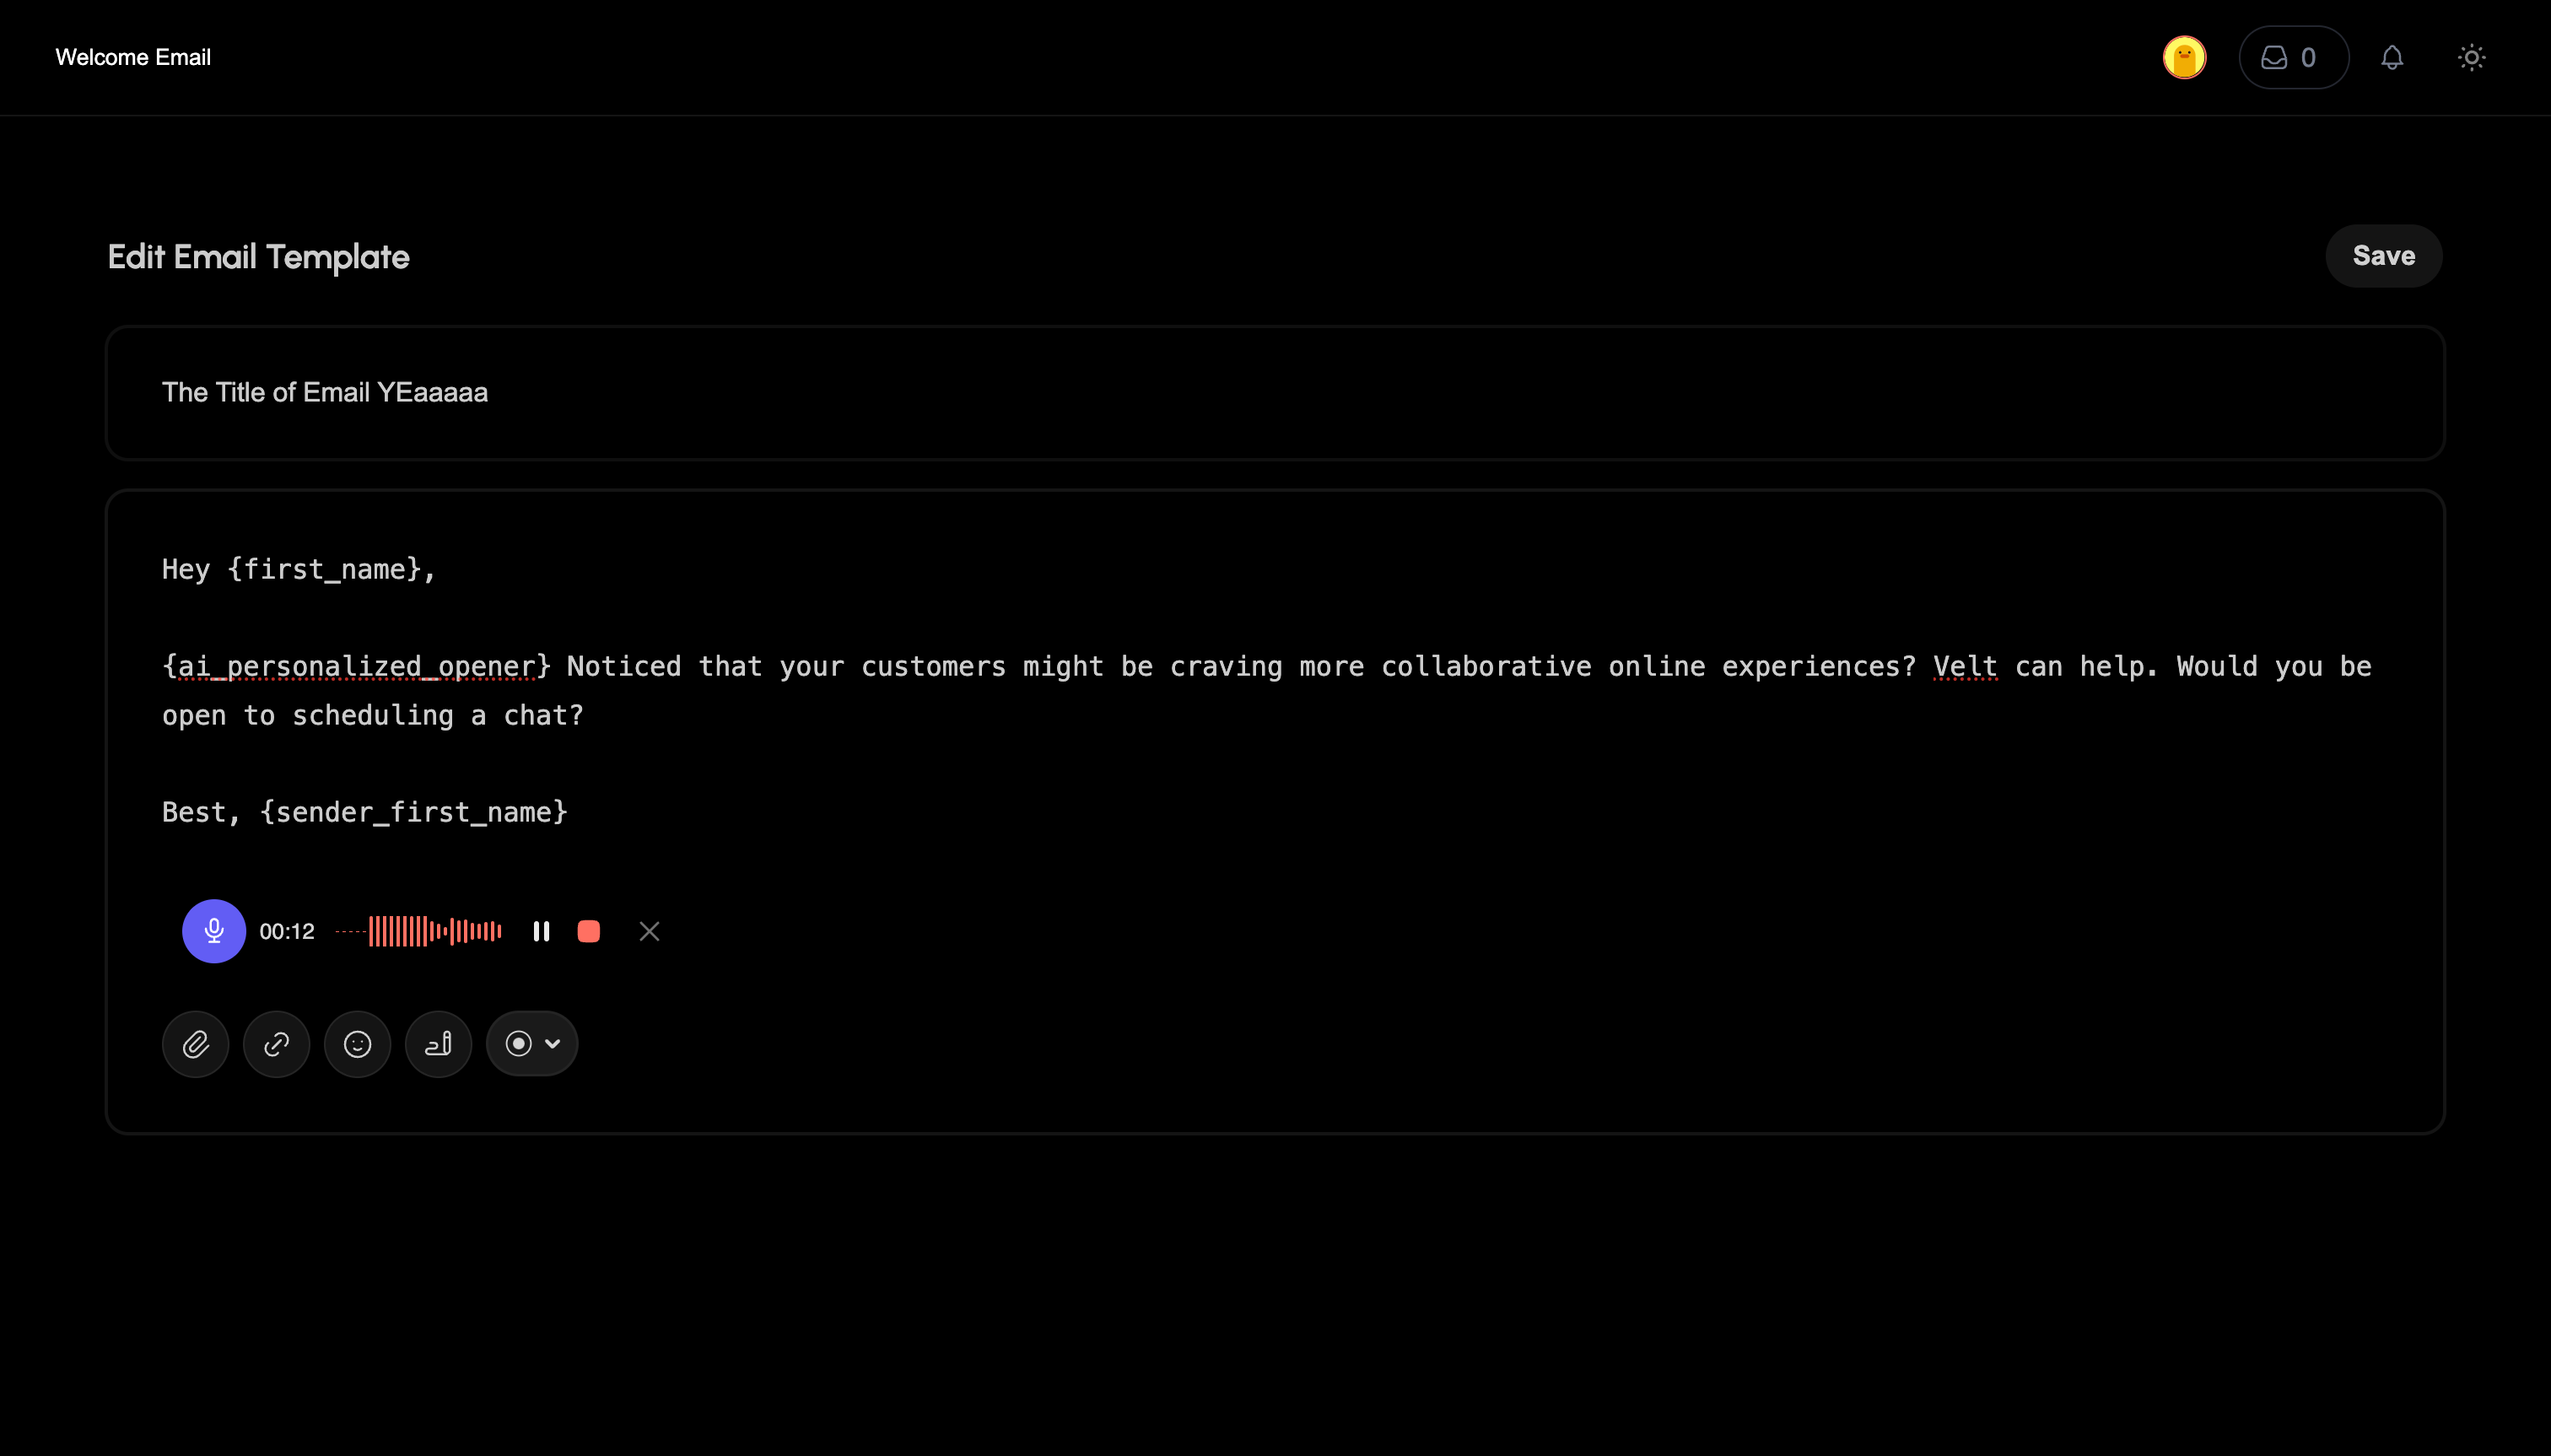 Welcome Email
0
Edit Email Template
Save
The Title of Email YEaaaaa
Hey {first_name},
{ai_personalized_opener} Noticed that your customers might be craving more collaborative online experiences? Velt can help. Would you be
open to scheduling a chat?
Best, {sender_first_name}
00:12